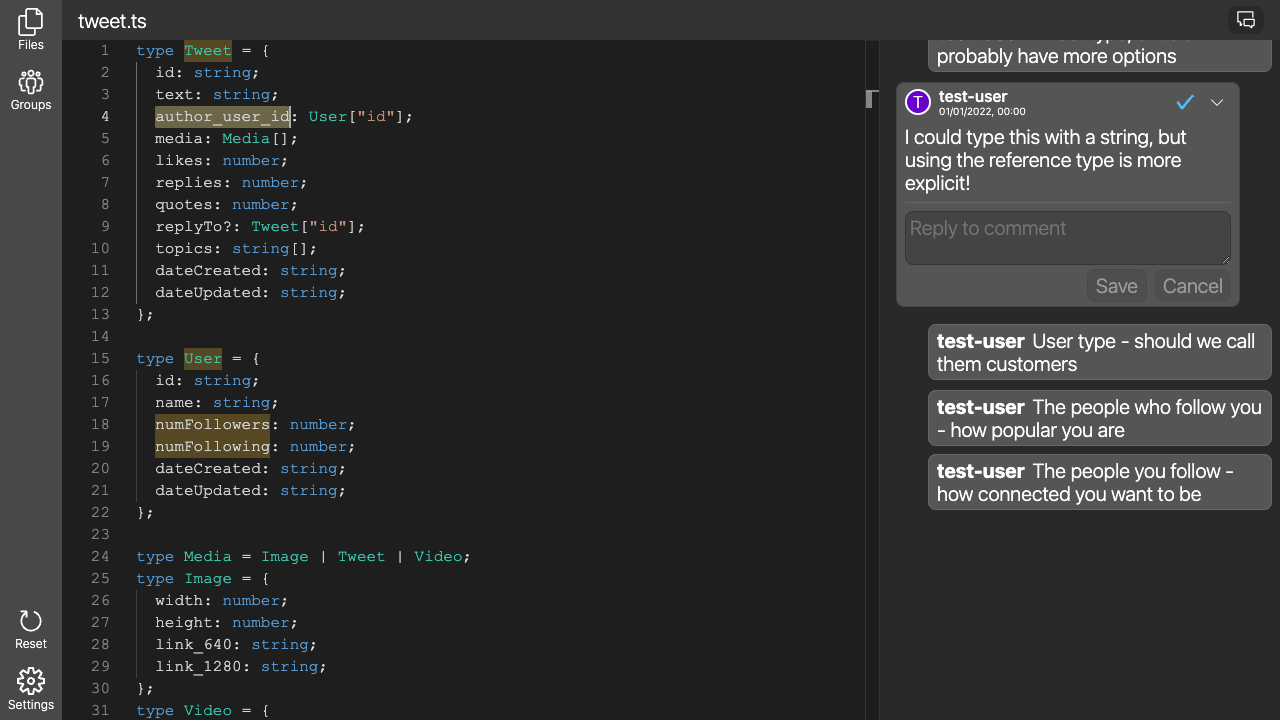 Files
Groups
Reset
Settings
tweet.ts
1 type Tweet = {
2 id: string;
3 text: string;
4 author_user_id: User["id"];
5 media: Media[];
6 likes: number;
7 replies: number;
8 quotes: number;
9 replyTo?: Tweet["id"];
10 topics: string[];
11 dateCreated: string;
12 dateUpdated: string;
13 };
14
15 type User = {
16 id: string;
17 name: string;
18 numFollowers: number;
19 numFollowing: number;
20 dateCreated: string;
21 dateUpdated: string;
22 };
23
24 type Media = Image | Tweet | Video;
25 type Image = {
26 width: number;
27 height: number;
28 link_640: string;
29 link_1280: string;
30 };
31 type Video = {
probably have more options
T
test-user
01/01/2022, 00:00
I could type this with a string, but
using the reference type is more
explicit!
Reply to comment
Save Cancel
test-user User type - should we call
them customers
test-user The people who follow you
- how popular you are
test-user The people you follow -
how connected you want to be